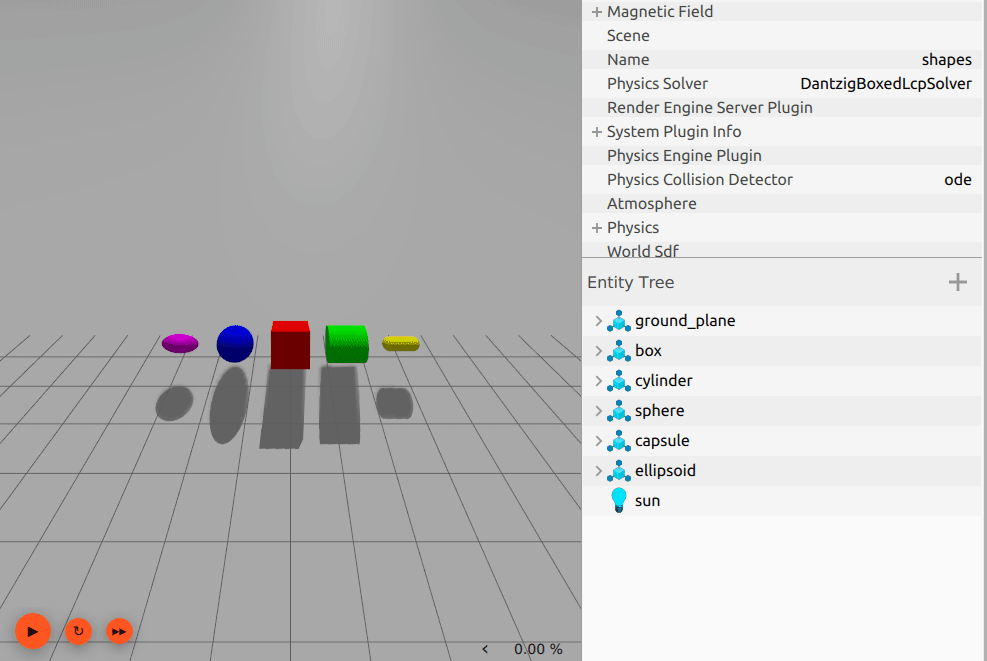 Magnetic Field
Scene
Name shapes
Physics Solver DantzigBoxedLcpSolver
Render Engine Server Plugin
System Plugin Info
Physics Engine Plugin
Physics Collision Detector ode
Atmosphere
Physics
World Sdf
Entity Tree
ground_plane
box
cylinder
sphere
capsule
ellipsoid
sun
0.00 %